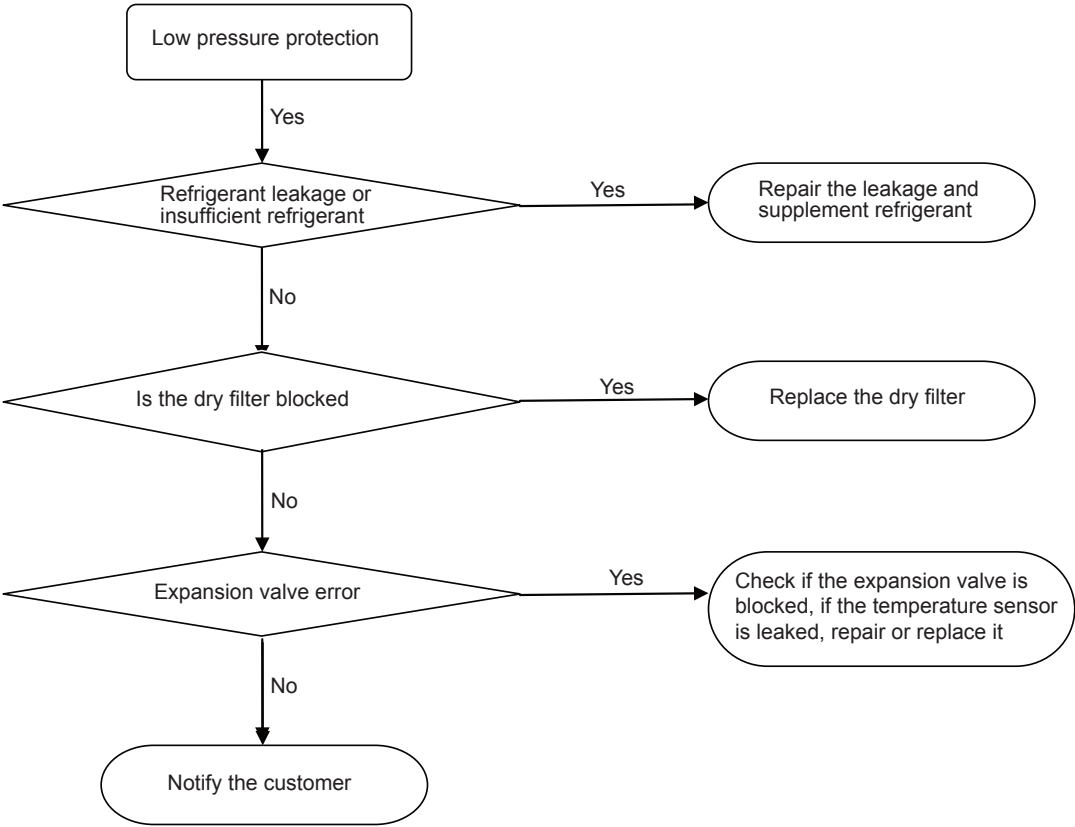 Low pressure protection
Yes
Refrigerant leakage or
insufficient refrigerant
Yes
Repair the leakage and
supplement refrigerant
No
Is the dry filter blocked
Yes
Replace the dry filter
No
Expansion valve error
Yes
Check if the expansion valve is
blocked, if the temperature sensor
is leaked, repair or replace it
No
Notify the customer